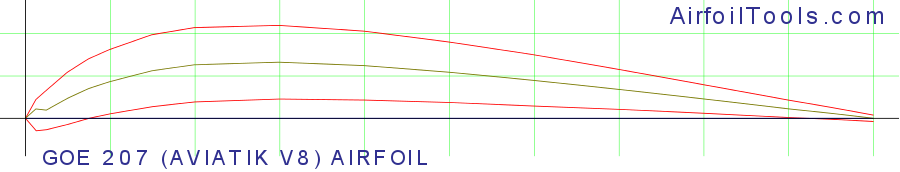 AirfoilTools.com
GOE 207 (AVIATIK V8) AIRFOIL